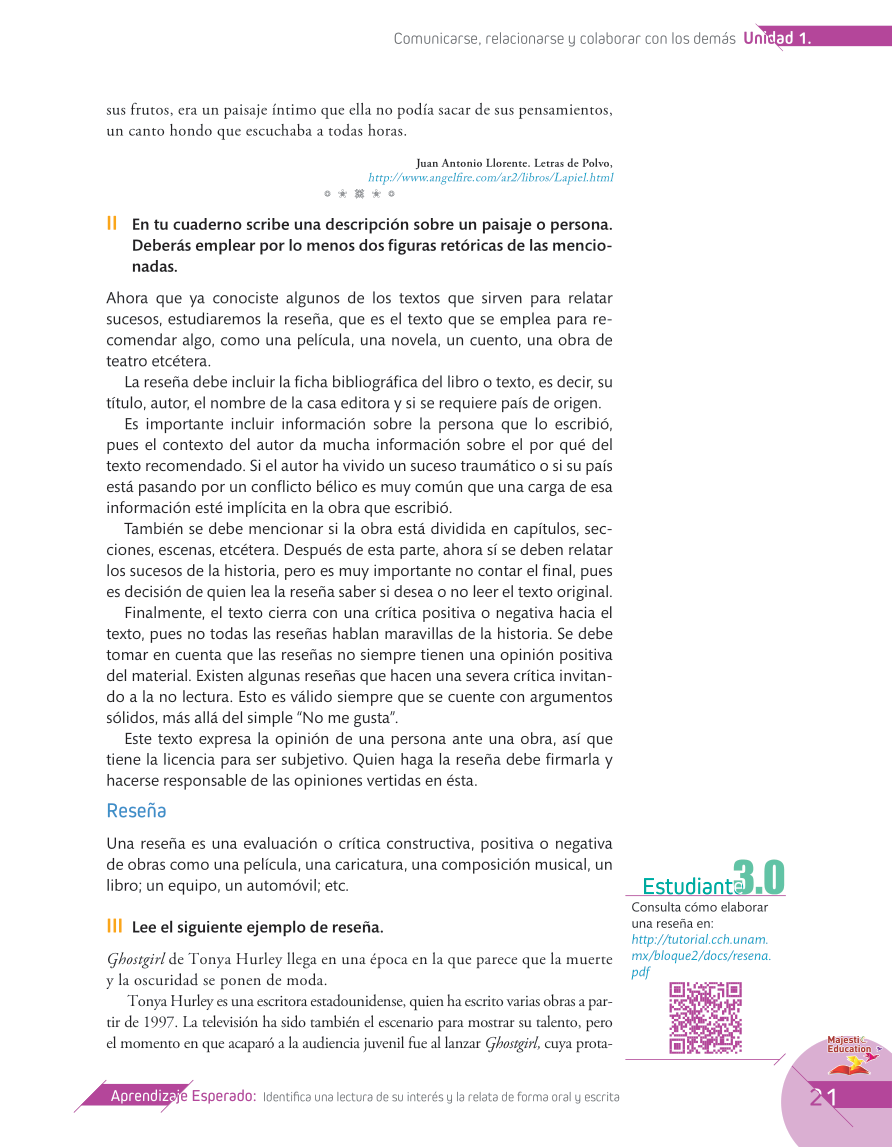 Comunicarse, relacionarse y colaborar con los demás Unidad 1.
sus frutos, era un paisaje íntimo que ella no podía sacar de sus pensamientos,
un canto hondo que escuchaba a todas horas.
Juan Antonio Llorente. Letras de Polvo,
http://www.angelfire.com/ar2/libros/Lapiel.html
II En tu cuaderno scribe una descripción sobre un paisaje o persona.
Deberás emplear por lo menos dos figuras retóricas de las mencio-
nadas.
Ahora que ya conociste algunos de los textos que sirven para relatar
sucesos, estudiaremos la reseña, que es el texto que se emplea para re-
comendar algo, como una película, una novela, un cuento, una obra de
teatro etcétera.
La reseña debe incluir la ficha bibliográfica del libro o texto, es decir, su
título, autor, el nombre de la casa editora y si se requiere país de origen.
Es importante incluir información sobre la persona que lo escribió,
pues el contexto del autor da mucha información sobre el por qué del
texto recomendado. Si el autor ha vivido un suceso traumático o si su país
está pasando por un conflicto bélico es muy común que una carga de esa
información esté implícita en la obra que escribió.
También se debe mencionar si la obra está dividida en capítulos, sec-
ciones, escenas, etcétera. Después de esta parte, ahora sí se deben relatar
los sucesos de la historia, pero es muy importante no contar el final, pues
es decisión de quien lea la reseña saber si desea o no leer el texto original.
Finalmente, el texto cierra con una crítica positiva o negativa hacia el
texto, pues no todas las reseñas hablan maravillas de la historia. Se debe
tomar en cuenta que las reseñas no siempre tienen una opinión positiva
del material. Existen algunas reseñas que hacen una severa crítica invitan-
do a la no lectura. Esto es válido siempre que se cuente con argumentos
sólidos, más allá del simple “No me gusta”.
Este texto expresa la opinión de una persona ante una obra, así que
tiene la licencia para ser subjetivo. Quien haga la reseña debe firmarla y
hacerse responsable de las opiniones vertidas en ésta.
Reseña
Una reseña es una evaluación o crítica constructiva, positiva o negativa
de obras como una película, una caricatura, una composición musical, un
libro; un equipo, un automóvil; etc.
III Lee el siguiente ejemplo de reseña.
Ghostgirl de Tonya Hurley llega en una época en la que parece que la muerte
y la oscuridad se ponen de moda.
Tonya Hurley es una escritora estadounidense, quien ha escrito varias obras a par-
tir de 1997. La televisión ha sido también el escenario para mostrar su talento, pero
el momento en que acaparó a la audiencia juvenil fue al lanzar Ghostgirl, cuya prota-
Estudiante3.0
Consulta cómo elaborar
una reseña en:
http://tutorial.cch.unam.
mx/bloque2/docs/resena.
pdf
Majestic
Education
Aprendizaje Esperado: Identifica una lectura de su interés y la relata de forma oral y escrita
21